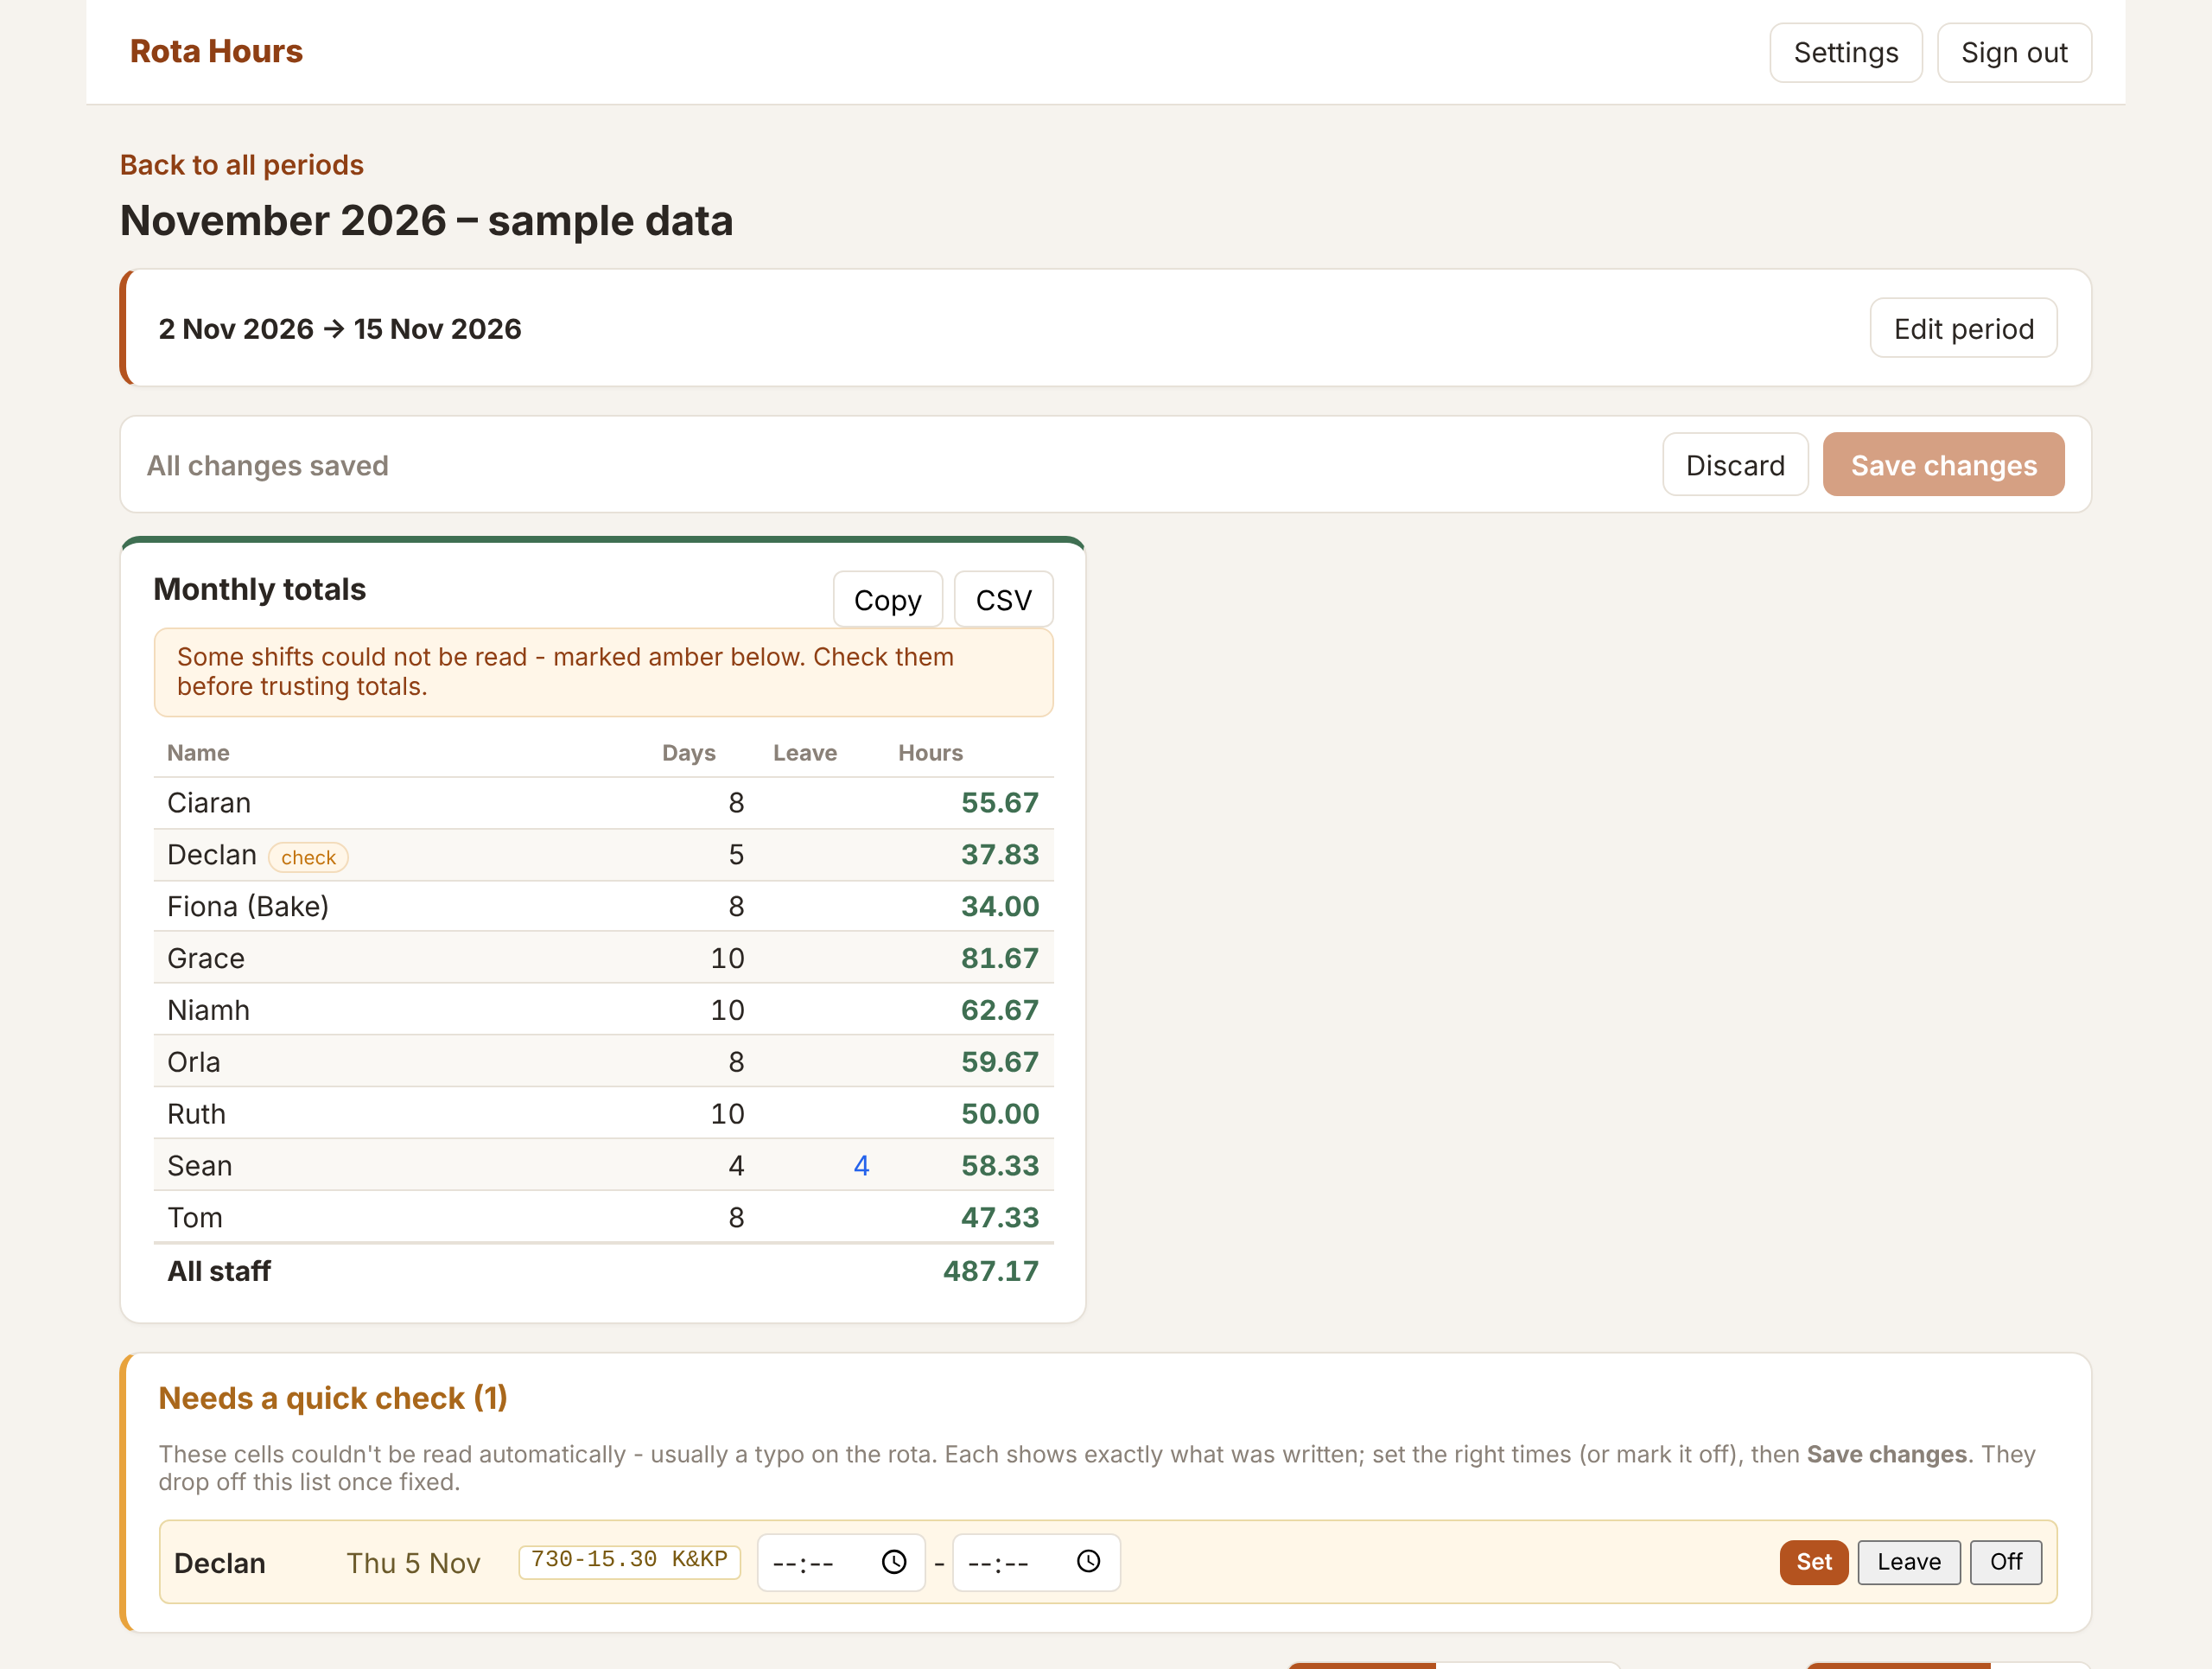 Rota Hours
Settings
Sign out
Back to all periods
November 2026 – sample data
2 Nov 2026 → 15 Nov 2026
Edit period
All changes saved
Discard
Save changes
Monthly totals
Copy
CSV
Some shifts could not be read - marked amber below. Check them
before trusting totals.
Name Days Leave Hours
Ciaran 8 55.67
Declan check 5 37.83
Fiona (Bake) 8 34.00
Grace 10 81.67
Niamh 10 62.67
Orla 8 59.67
Ruth 10 50.00
Sean 4 4 58.33
Tom 8 47.33
All staff 487.17
Needs a quick check (1)
These cells couldn't be read automatically - usually a typo on the rota. Each shows exactly what was written; set the right times (or mark it off), then Save changes. They
drop off this list once fixed.
Declan Thu 5 Nov 730-15.30 K&KP --:-- - --:-- Set Leave Off